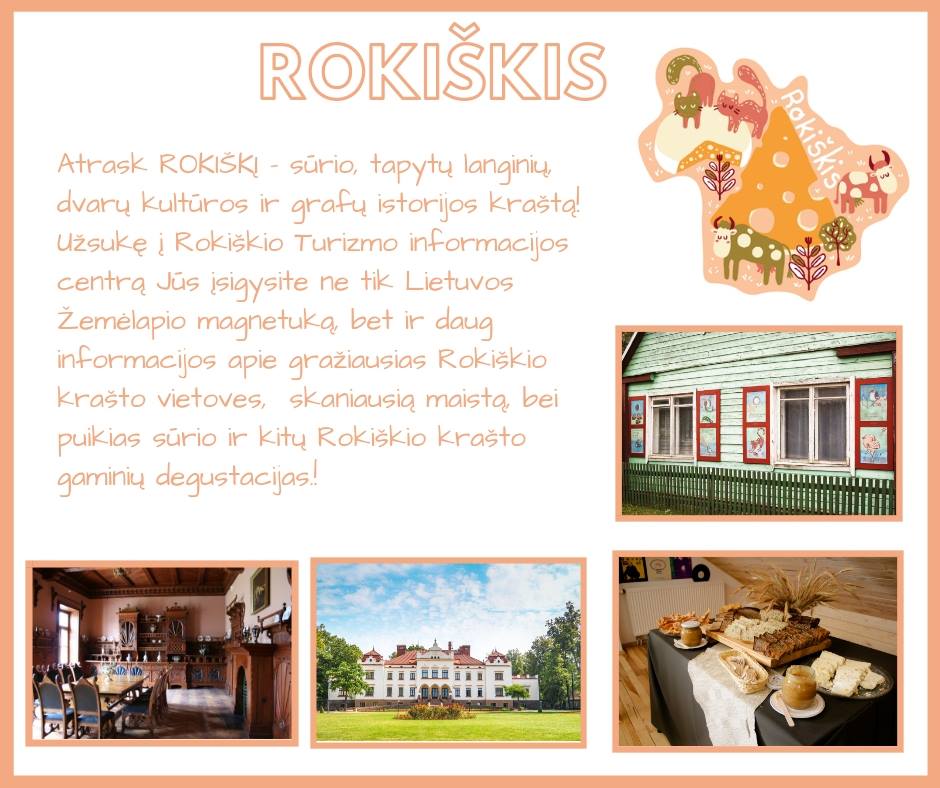 ROKIŠKIS
Rokiškis
Atrask ROKIŠKĮ - sūrio, tapytų langinių,
dvarų kultūros ir grafų istorijos kraštą!
Užsukę į Rokiškio Turizmo informacijos
centrą Jūs įsigysite ne tik Lietuvos
Žemėlapio magnetuką, bet ir daug
informacijos apie gražiausias Rokiškio
krašto vietoves, skaniausią maistą, bei
puikias sūrio ir kitų Rokiškio krašto
gaminių degustacijas.!